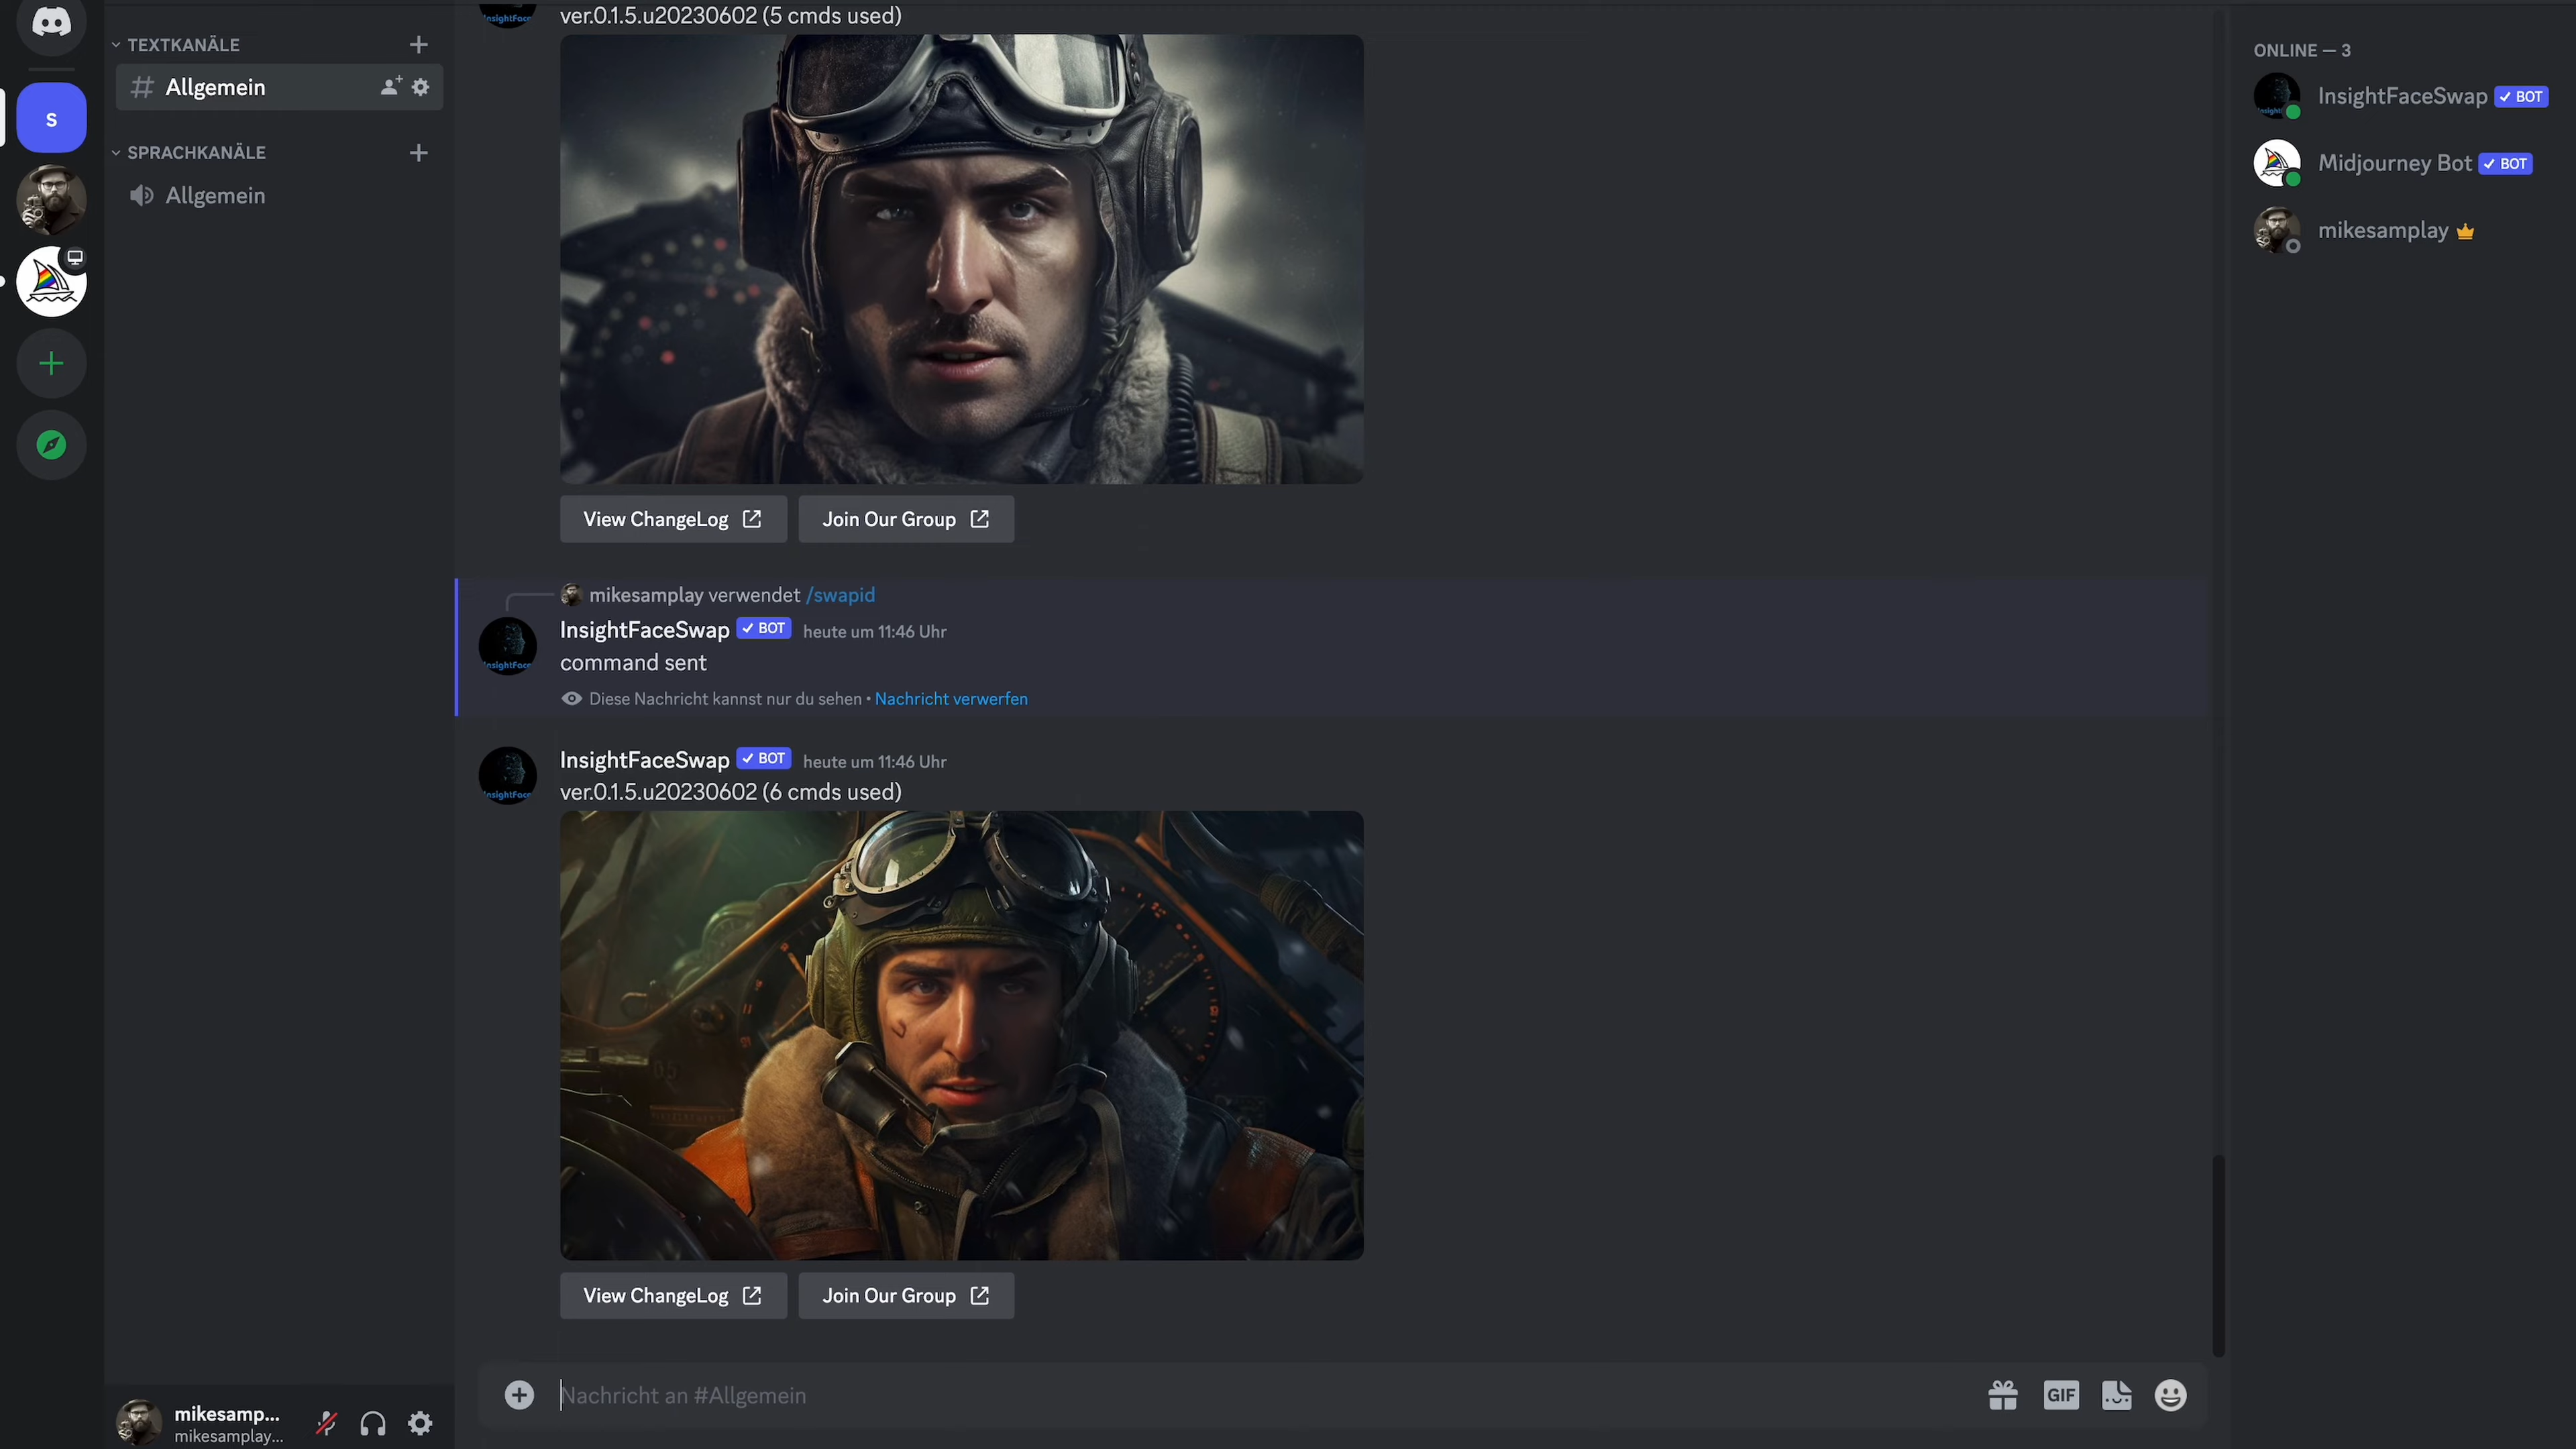 TEXTKANÄLE
Allgemein
SPRACHKANÄLE
Allgemein
S
mikesamp...
mikesamplay...
ver.0.1.5.u20230602 (5 cmds used)
View ChangeLog
Join Our Group
mikesamplay verwendet /swapid
InsightFaceSwap BOT heute um 11:46 Uhr
command sent
Diese Nachricht kannst nur du sehen • Nachricht verwerfen
InsightFaceSwap BOT heute um 11:46 Uhr
ver.0.1.5.u20230602 (6 cmds used)
View ChangeLog
Join Our Group
Nachricht an #Allgemein
GIF
ONLINE — 3
InsightFaceSwap BOT
Midjourney Bot BOT
mikesamplay